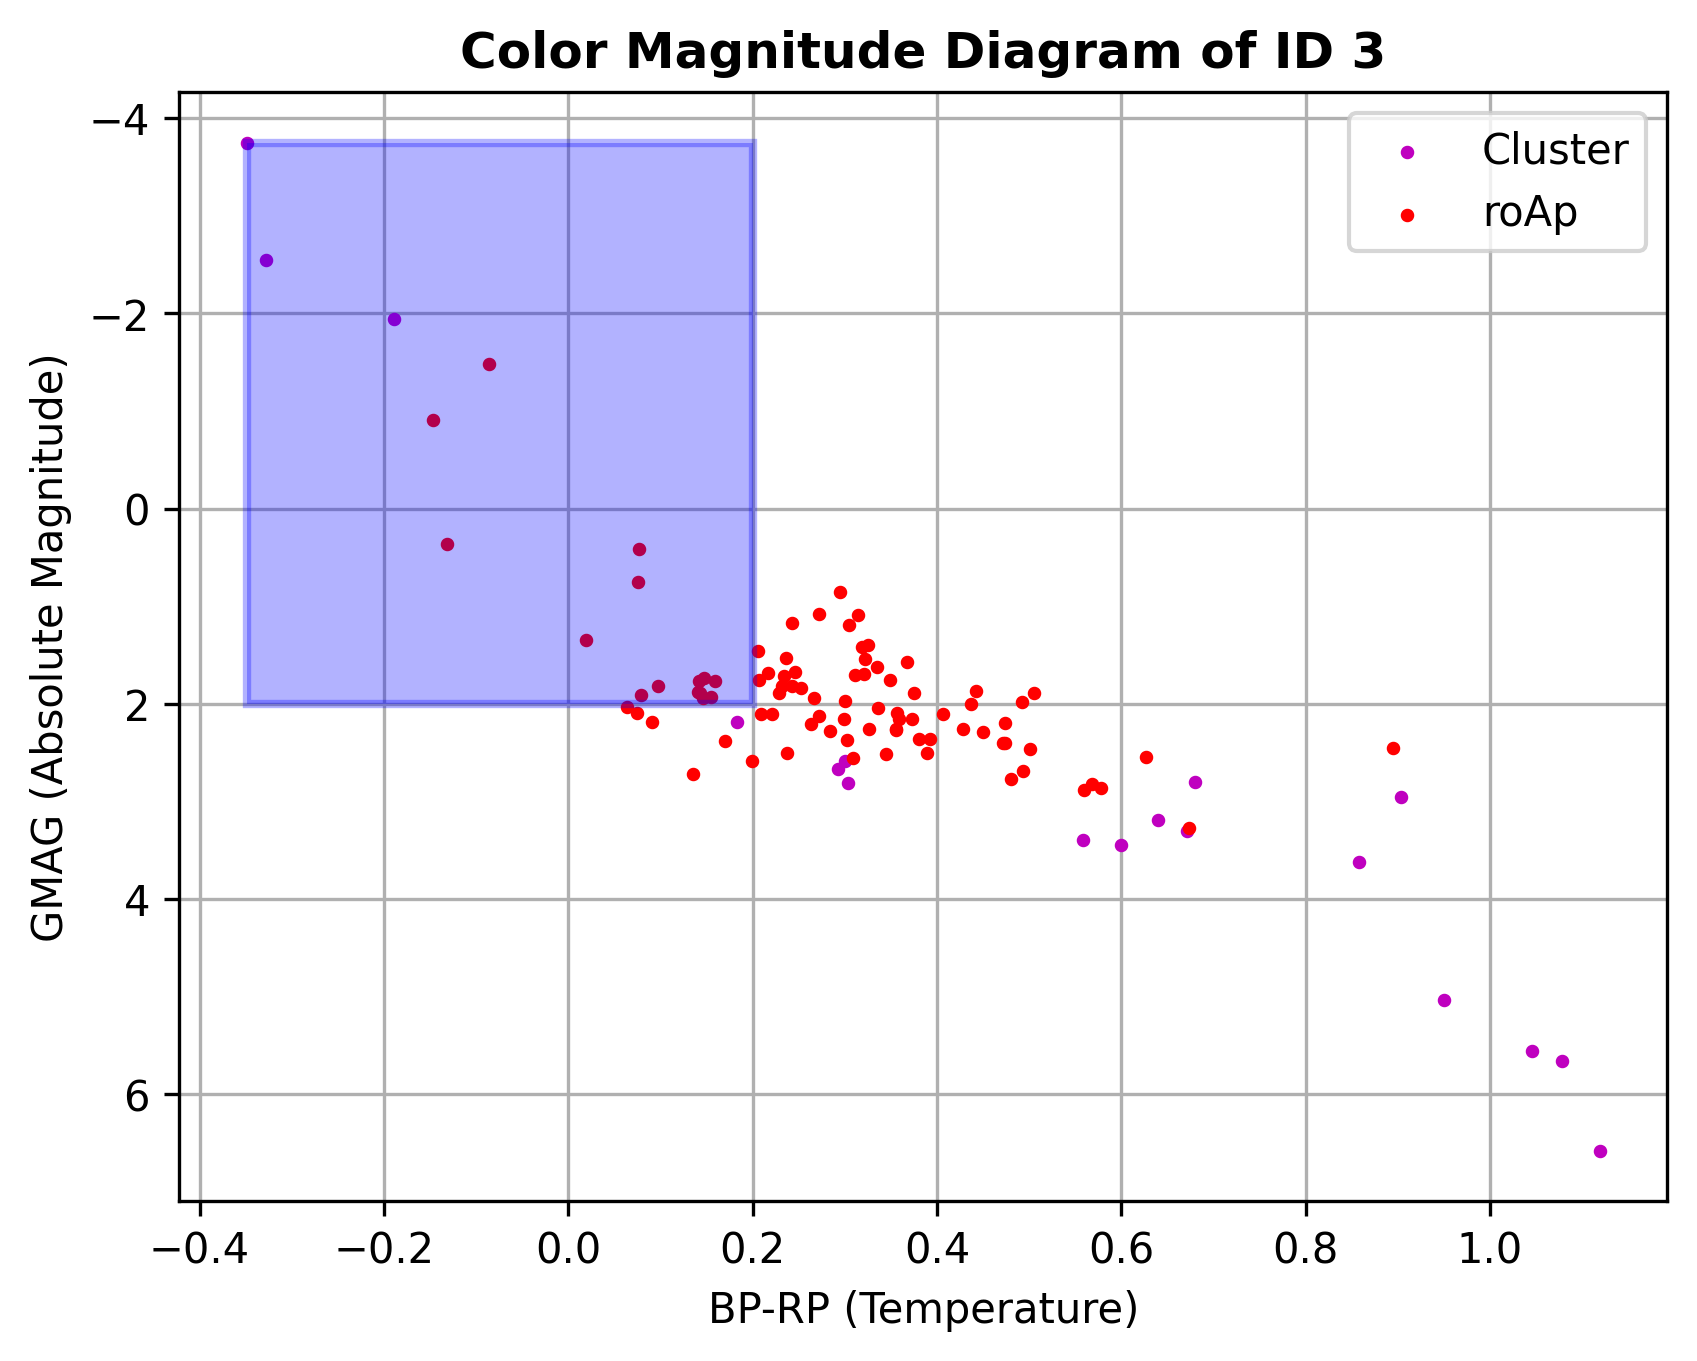 Color Magnitude Diagram of ID 3
Cluster
roAp
−4
−2
0
2
4
6
GMAG (Absolute Magnitude)
−0.4 −0.2 0.0 0.2 0.4 0.6 0.8 1.0
BP-RP (Temperature)